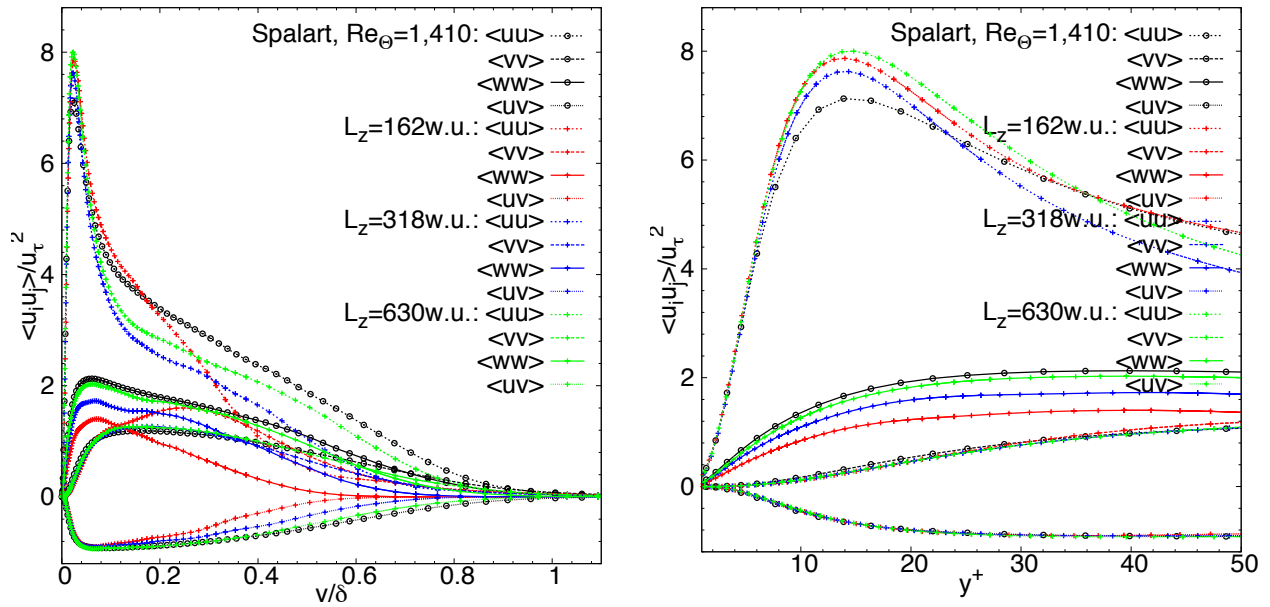 Spalart, Re_Θ=1,410: <uu>
<vv>
<ww>
<uv>
L_z=162w.u.: <uu>
<vv>
<ww>
<uv>
L_z=318w.u.: <uu>
<vv>
<ww>
<uv>
L_z=630w.u.: <uu>
<vv>
<ww>
<uv>
<u_iu_j>/u_τ^2
8
6
4
2
0
0 0.2 0.4 0.6 0.8 1
y/δ
Spalart, Re_Θ=1,410: <uu>
<vv>
<ww>
<uv>
L_z=162w.u.: <uu>
<vv>
<ww>
<uv>
L_z=318w.u.: <uu>
<vv>
<ww>
<uv>
L_z=630w.u.: <uu>
<vv>
<ww>
<uv>
<u_iu_j>/u_τ^2
8
6
4
2
0
10 20 30 40 50
y^+